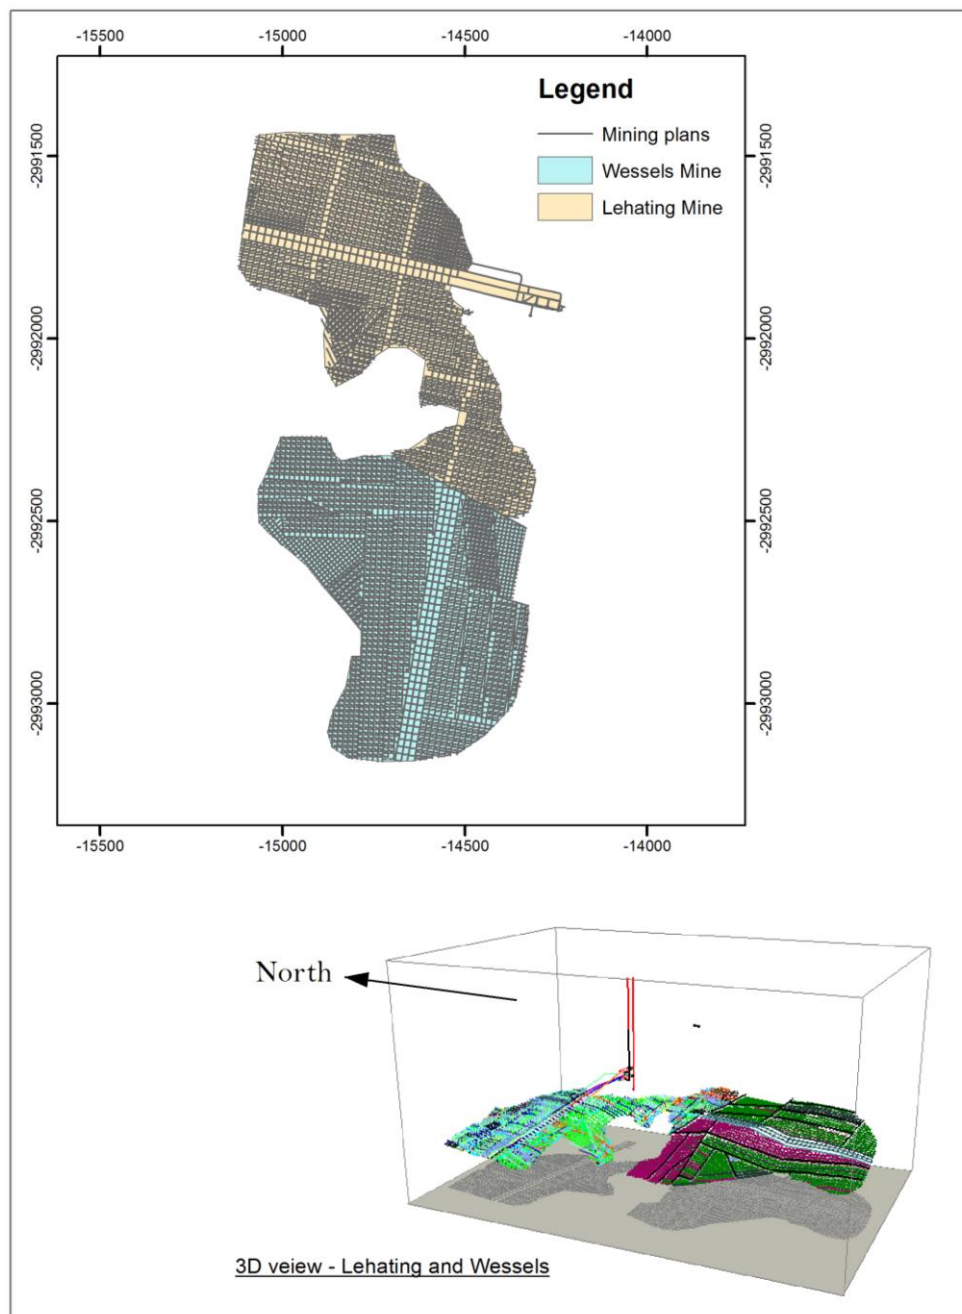 -15500 -15000 -14500 -14000
Legend
Mining plans
Wessels Mine
Lehating Mine
-2991500 -2991500
-2992000 -2992000
-2992500 -2992500
-2993000 -2993000
-15500 -15000 -14500 -14000
North
3D veiew - Lehating and Wessels